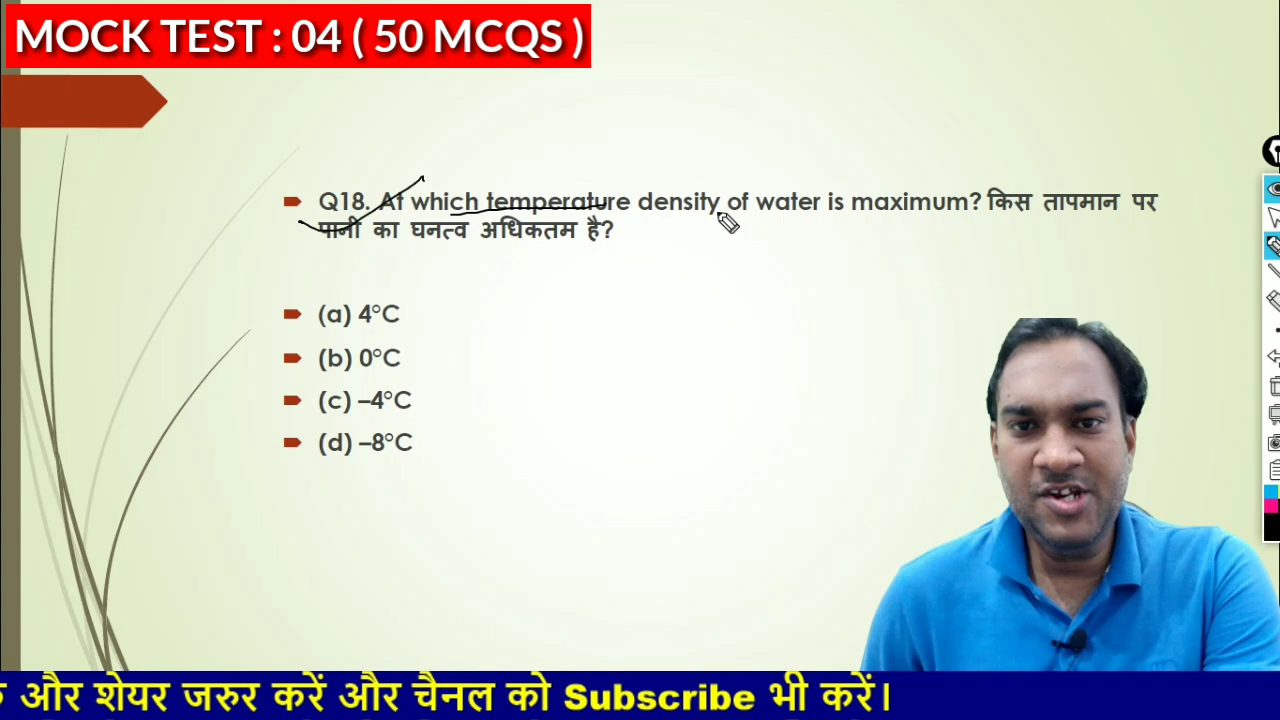 MOCK TEST : 04 ( 50 MCQS )
Q18. At which temperature density of water is maximum? किस तापमान पर
पानी का घनत्व अधिकतम है?
(a) 4°C
(b) 0°C
(c) –4°C
(d) –8°C
और शेयर जरुर करें और चैनल को Subscribe भी करें।